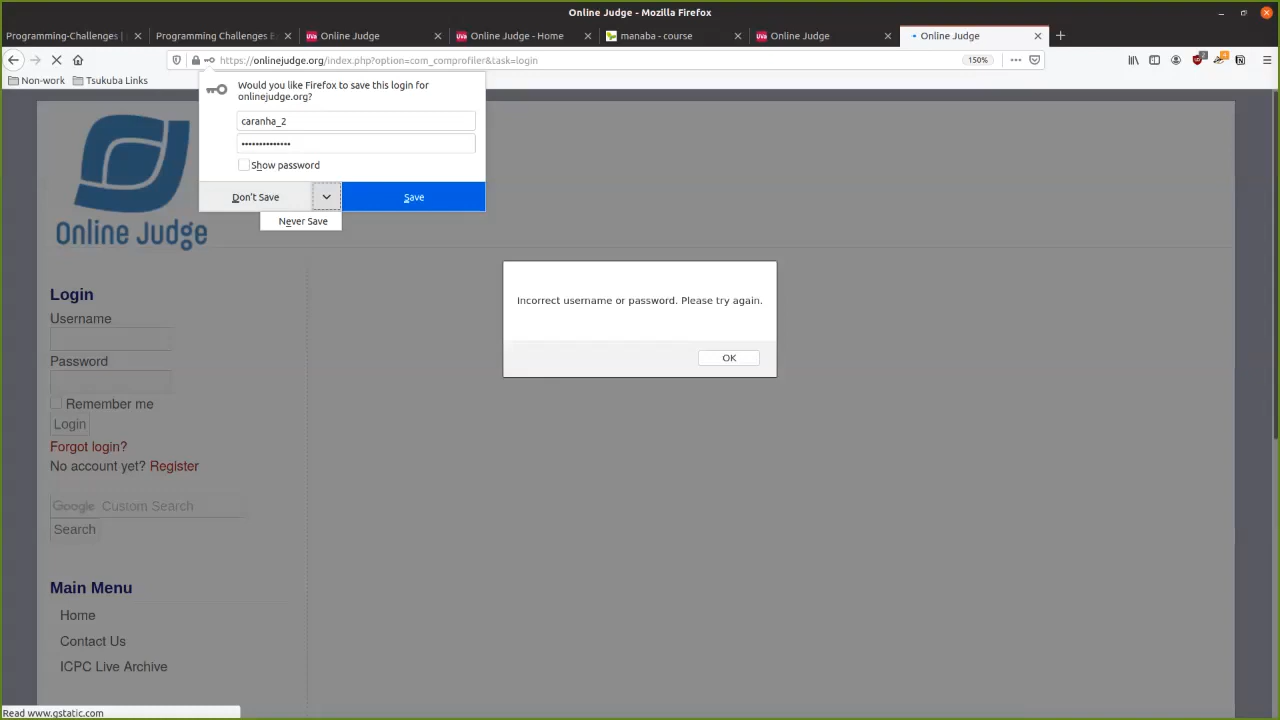 Online Judge - Mozilla Firefox
Programming-Challenges |
Programming Challenges E
Online Judge
Online Judge - Home
manaba - course
Online Judge
Online Judge
https://onlinejudge.org/index.php?option=com_comprofiler&task=login
150%
Non-work
Tsukuba Links
Would you like Firefox to save this login for
onlinejudge.org?
caranha_2
Show password
Don't Save
Save
Never Save
Online Judge
Incorrect username or password. Please try again.
OK
Login
Username
Password
Remember me
Login
Forgot login?
No account yet? Register
Google Custom Search
Search
Main Menu
Home
Contact Us
ICPC Live Archive
Read www.gstatic.com